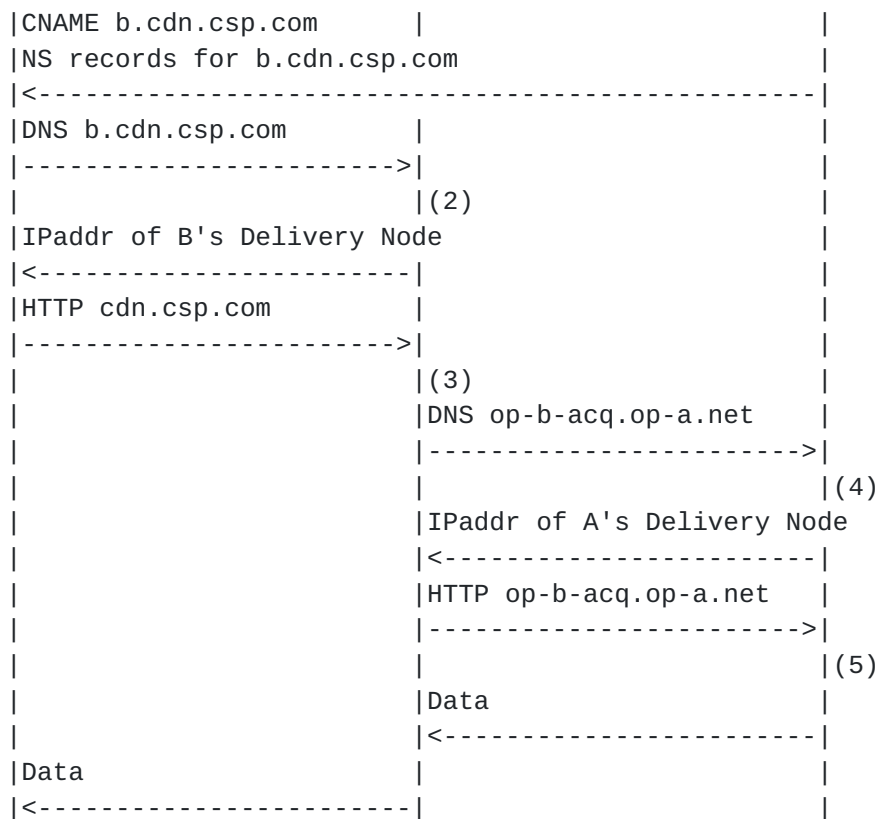 |CNAME b.cdn.csp.com      |                         |
|NS records for b.cdn.csp.com                       |
|<--------------------------------------------------|
|DNS b.cdn.csp.com        |                         |
|------------------------>|                         |
|                         |(2)                      |
|IPaddr of B's Delivery Node                        |
|<------------------------|                         |
|HTTP cdn.csp.com         |                         |
|------------------------>|                         |
|                         |(3)                      |
|                         |DNS op-b-acq.op-a.net    |
|                         |------------------------>|
|                         |                         |(4)
|                         |IPaddr of A's Delivery Node
|                         |<------------------------|
|                         |HTTP op-b-acq.op-a.net   |
|                         |------------------------>|
|                         |                         |(5)
|                         |Data                     |
|                         |<------------------------|
|Data                     |                         |
|<------------------------|                         |